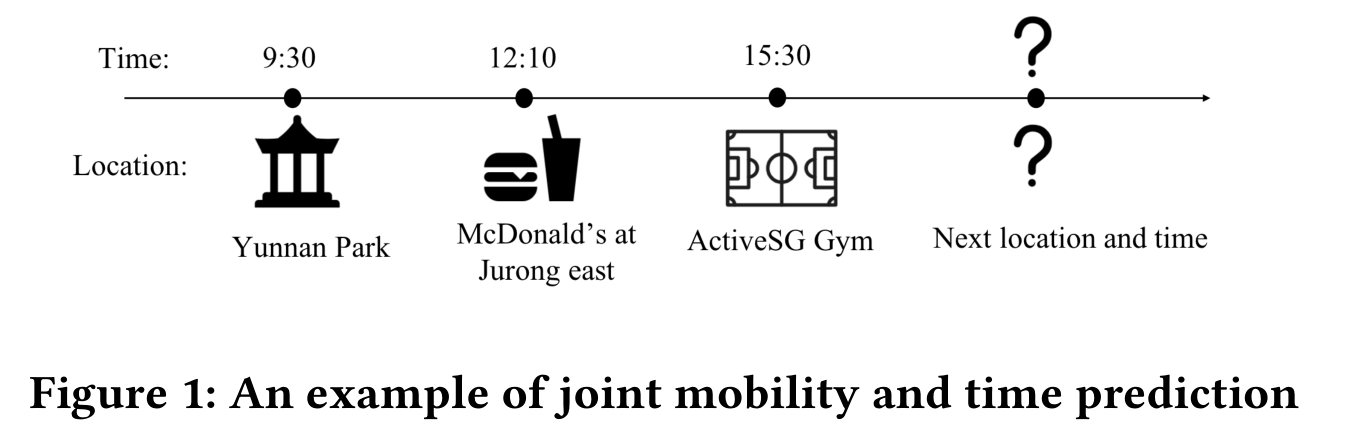 Time: 9:30 12:10 15:30 ?
Location: ?
Yunnan Park McDonald's at Jurong east ActiveSG Gym Next location and time
Figure 1: An example of joint mobility and time prediction